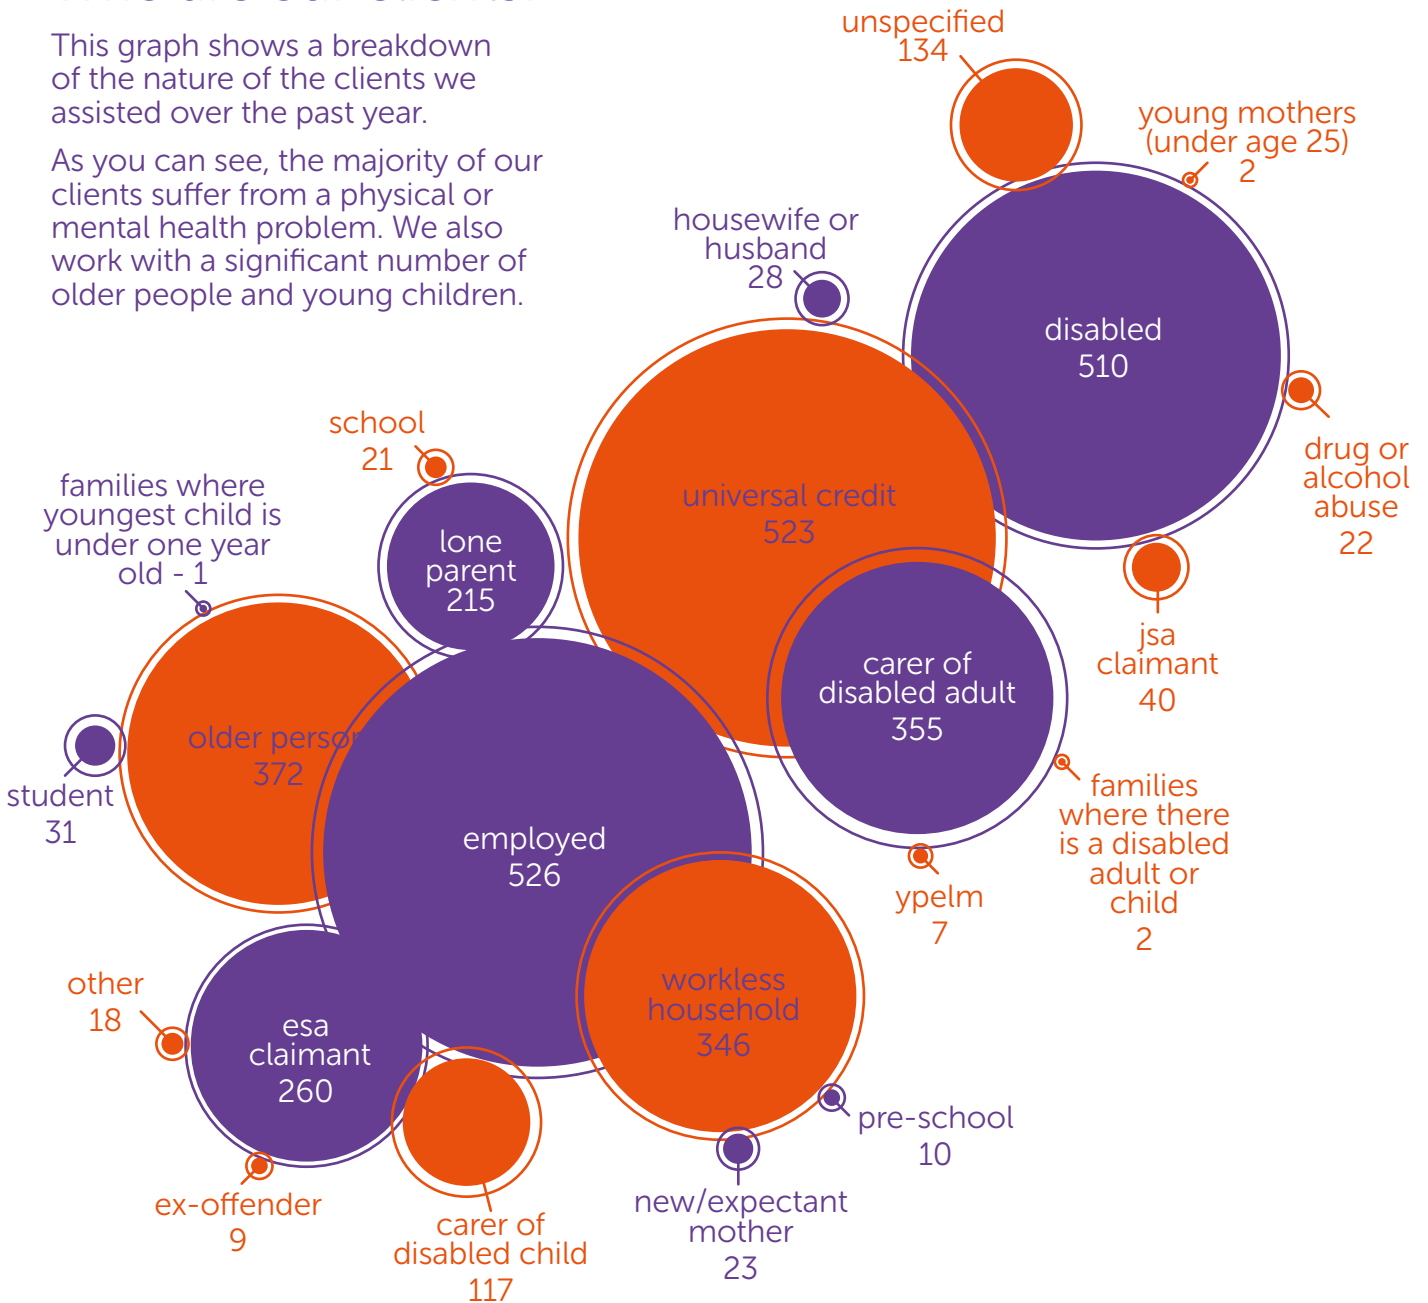 This graph shows a breakdown
of the nature of the clients we
assisted over the past year.
As you can see, the majority of our
clients suffer from a physical or
mental health problem. We also
work with a significant number of
older people and young children.
unspecified
134
young mothers
(under age 25)
2
housewife or
husband
28
disabled
510
drug or
alcohol
abuse
22
school
21
universal credit
523
families where
youngest child is
under one year
old - 1
lone
parent
215
jsa
claimant
40
carer of
disabled adult
355
older person
372
student
31
families
where there
is a disabled
adult or
child
2
employed
526
ypelm
7
other
18
workless
household
346
esa
claimant
260
pre-school
10
ex-offender
9
new/expectant
mother
23
carer of
disabled child
117